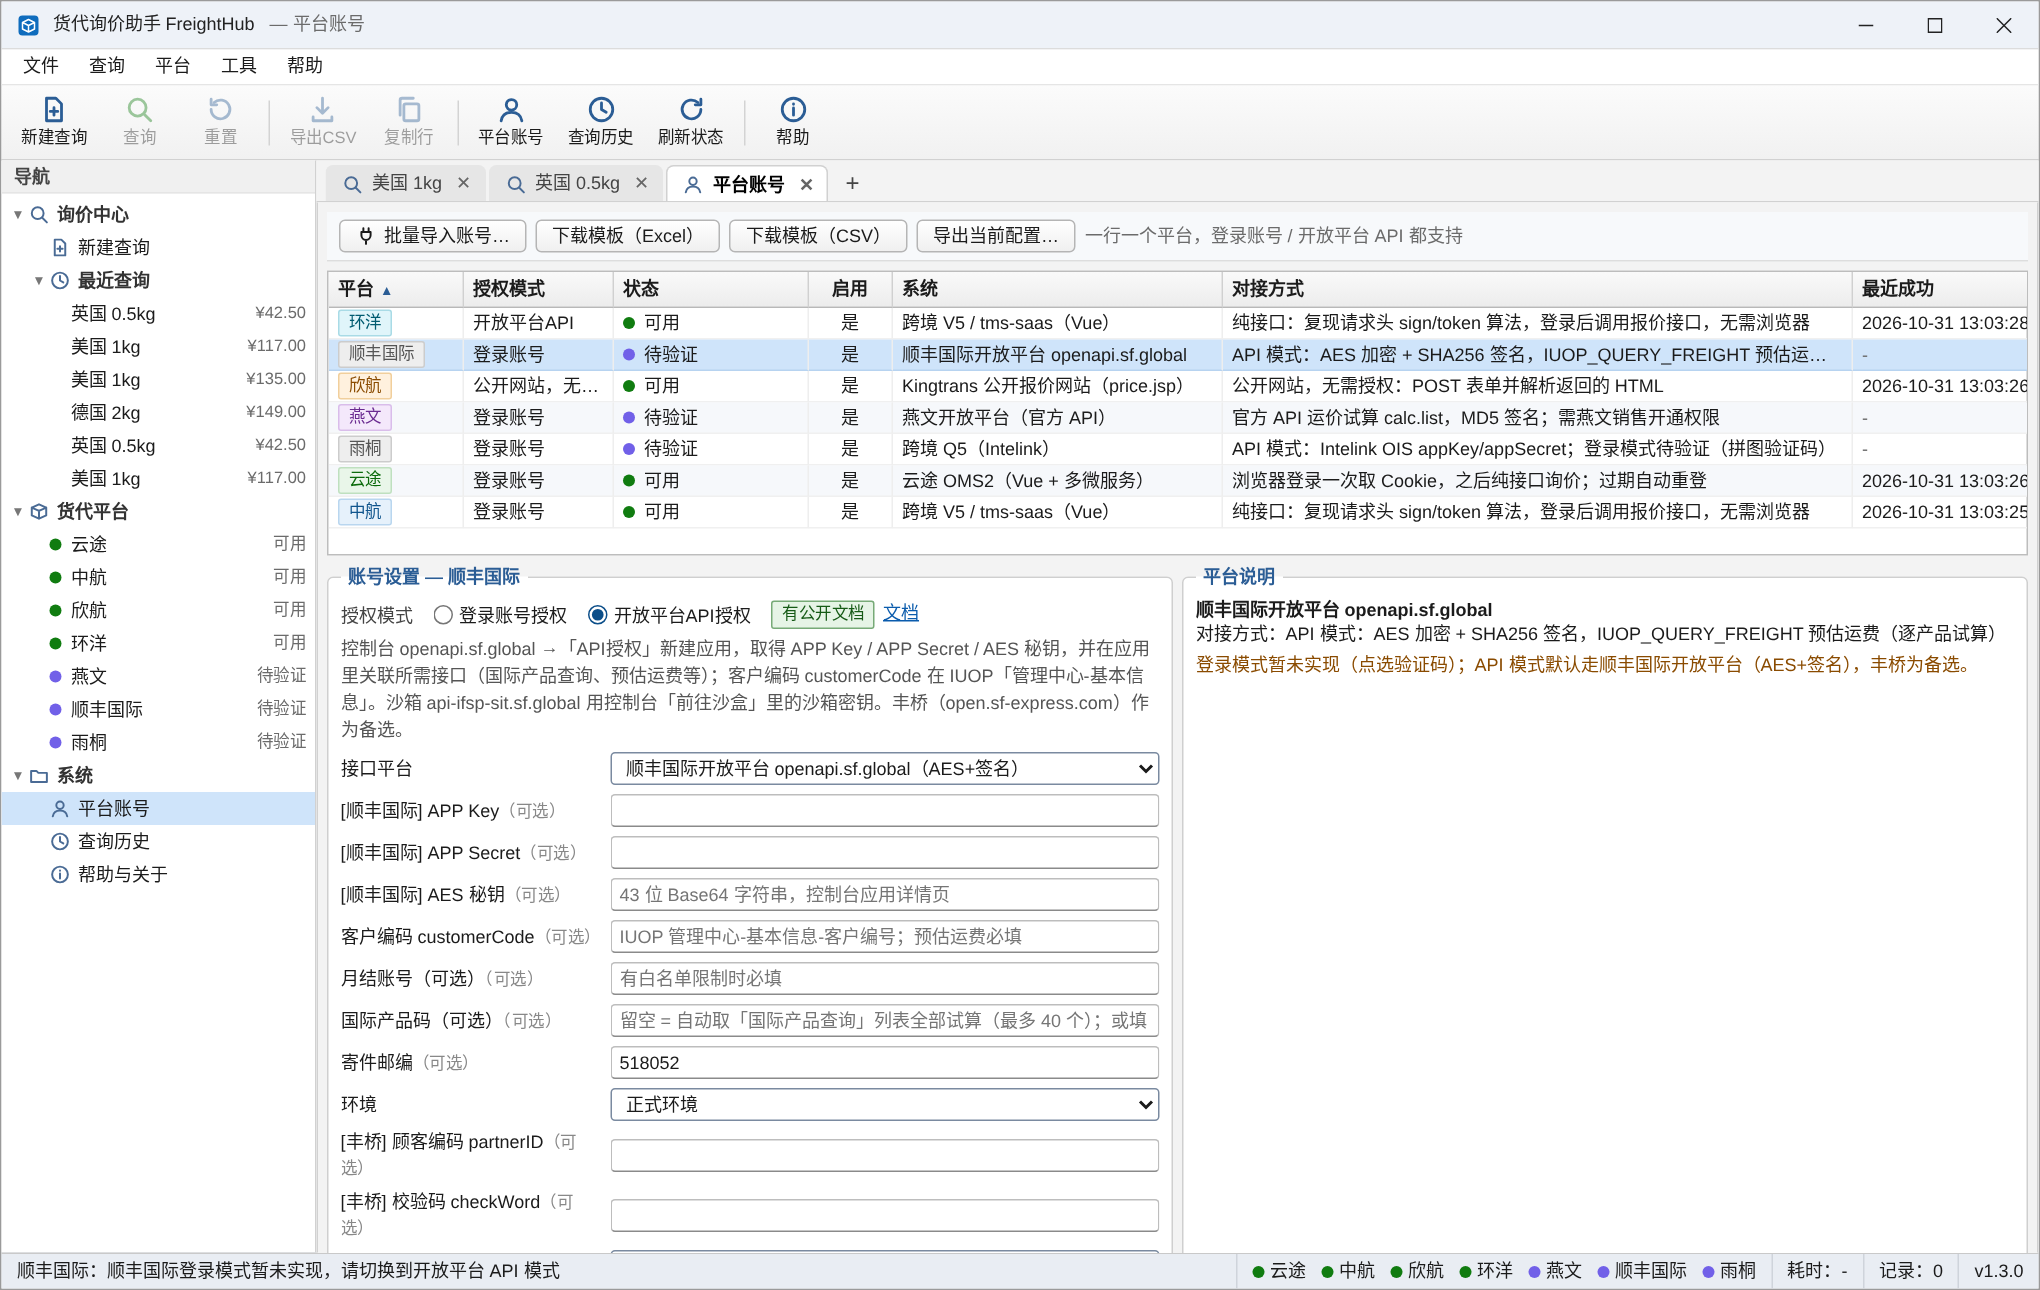 货代询价助手 FreightHub — 平台账号
文件 查询 平台 工具 帮助
新建查询 查询 重置 导出CSV 复制行 平台账号 查询历史 刷新状态 帮助
导航
询价中心
新建查询
最近查询
英国 0.5kg ¥42.50
美国 1kg ¥117.00
美国 1kg ¥135.00
德国 2kg ¥149.00
英国 0.5kg ¥42.50
美国 1kg ¥117.00
货代平台
云途 可用
中航 可用
欣航 可用
环洋 可用
燕文 待验证
顺丰国际 待验证
雨桐 待验证
系统
平台账号
查询历史
帮助与关于
美国 1kg ✕ 英国 0.5kg ✕ 平台账号 ✕ +
批量导入账号… 下载模板（Excel） 下载模板（CSV） 导出当前配置… 一行一个平台，登录账号 / 开放平台 API 都支持
平台 ▲ 授权模式 状态 启用 系统 对接方式 最近成功
环洋 开放平台API 可用 是 跨境 V5 / tms-saas（Vue） 纯接口：复现请求头 sign/token 算法，登录后调用报价接口，无需浏览器 2026-10-31 13:03:28
顺丰国际 登录账号 待验证 是 顺丰国际开放平台 openapi.sf.global API 模式：AES 加密 + SHA256 签名，IUOP_QUERY_FREIGHT 预估运… -
欣航 公开网站，无… 可用 是 Kingtrans 公开报价网站（price.jsp） 公开网站，无需授权：POST 表单并解析返回的 HTML 2026-10-31 13:03:26
燕文 登录账号 待验证 是 燕文开放平台（官方 API） 官方 API 运价试算 calc.list，MD5 签名；需燕文销售开通权限 -
雨桐 登录账号 待验证 是 跨境 Q5（Intelink） API 模式：Intelink OIS appKey/appSecret；登录模式待验证（拼图验证码） -
云途 登录账号 可用 是 云途 OMS2（Vue + 多微服务） 浏览器登录一次取 Cookie，之后纯接口询价；过期自动重登 2026-10-31 13:03:26
中航 登录账号 可用 是 跨境 V5 / tms-saas（Vue） 纯接口：复现请求头 sign/token 算法，登录后调用报价接口，无需浏览器 2026-10-31 13:03:25
账号设置 — 顺丰国际
授权模式 登录账号授权 开放平台API授权 有公开文档 文档
控制台 openapi.sf.global →「API授权」新建应用，取得 APP Key / APP Secret / AES 秘钥，并在应用
里关联所需接口（国际产品查询、预估运费等）；客户编码 customerCode 在 IUOP「管理中心-基本信
息」。沙箱 api-ifsp-sit.sf.global 用控制台「前往沙盒」里的沙箱密钥。丰桥（open.sf-express.com）作
为备选。
接口平台 顺丰国际开放平台 openapi.sf.global（AES+签名）
[顺丰国际] APP Key（可选）
[顺丰国际] APP Secret（可选）
[顺丰国际] AES 秘钥（可选） 43 位 Base64 字符串，控制台应用详情页
客户编码 customerCode（可选） IUOP 管理中心-基本信息-客户编号；预估运费必填
月结账号（可选）（可选） 有白名单限制时必填
国际产品码（可选）（可选） 留空 = 自动取「国际产品查询」列表全部试算（最多 40 个）；或填
寄件邮编（可选） 518052
环境 正式环境
[丰桥] 顾客编码 partnerID（可
选）
[丰桥] 校验码 checkWord（可
选）
平台说明
顺丰国际开放平台 openapi.sf.global
对接方式：API 模式：AES 加密 + SHA256 签名，IUOP_QUERY_FREIGHT 预估运费（逐产品试算）
登录模式暂未实现（点选验证码）；API 模式默认走顺丰国际开放平台（AES+签名），丰桥为备选。
顺丰国际：顺丰国际登录模式暂未实现，请切换到开放平台 API 模式 云途 中航 欣航 环洋 燕文 顺丰国际 雨桐 耗时：- 记录：0 v1.3.0